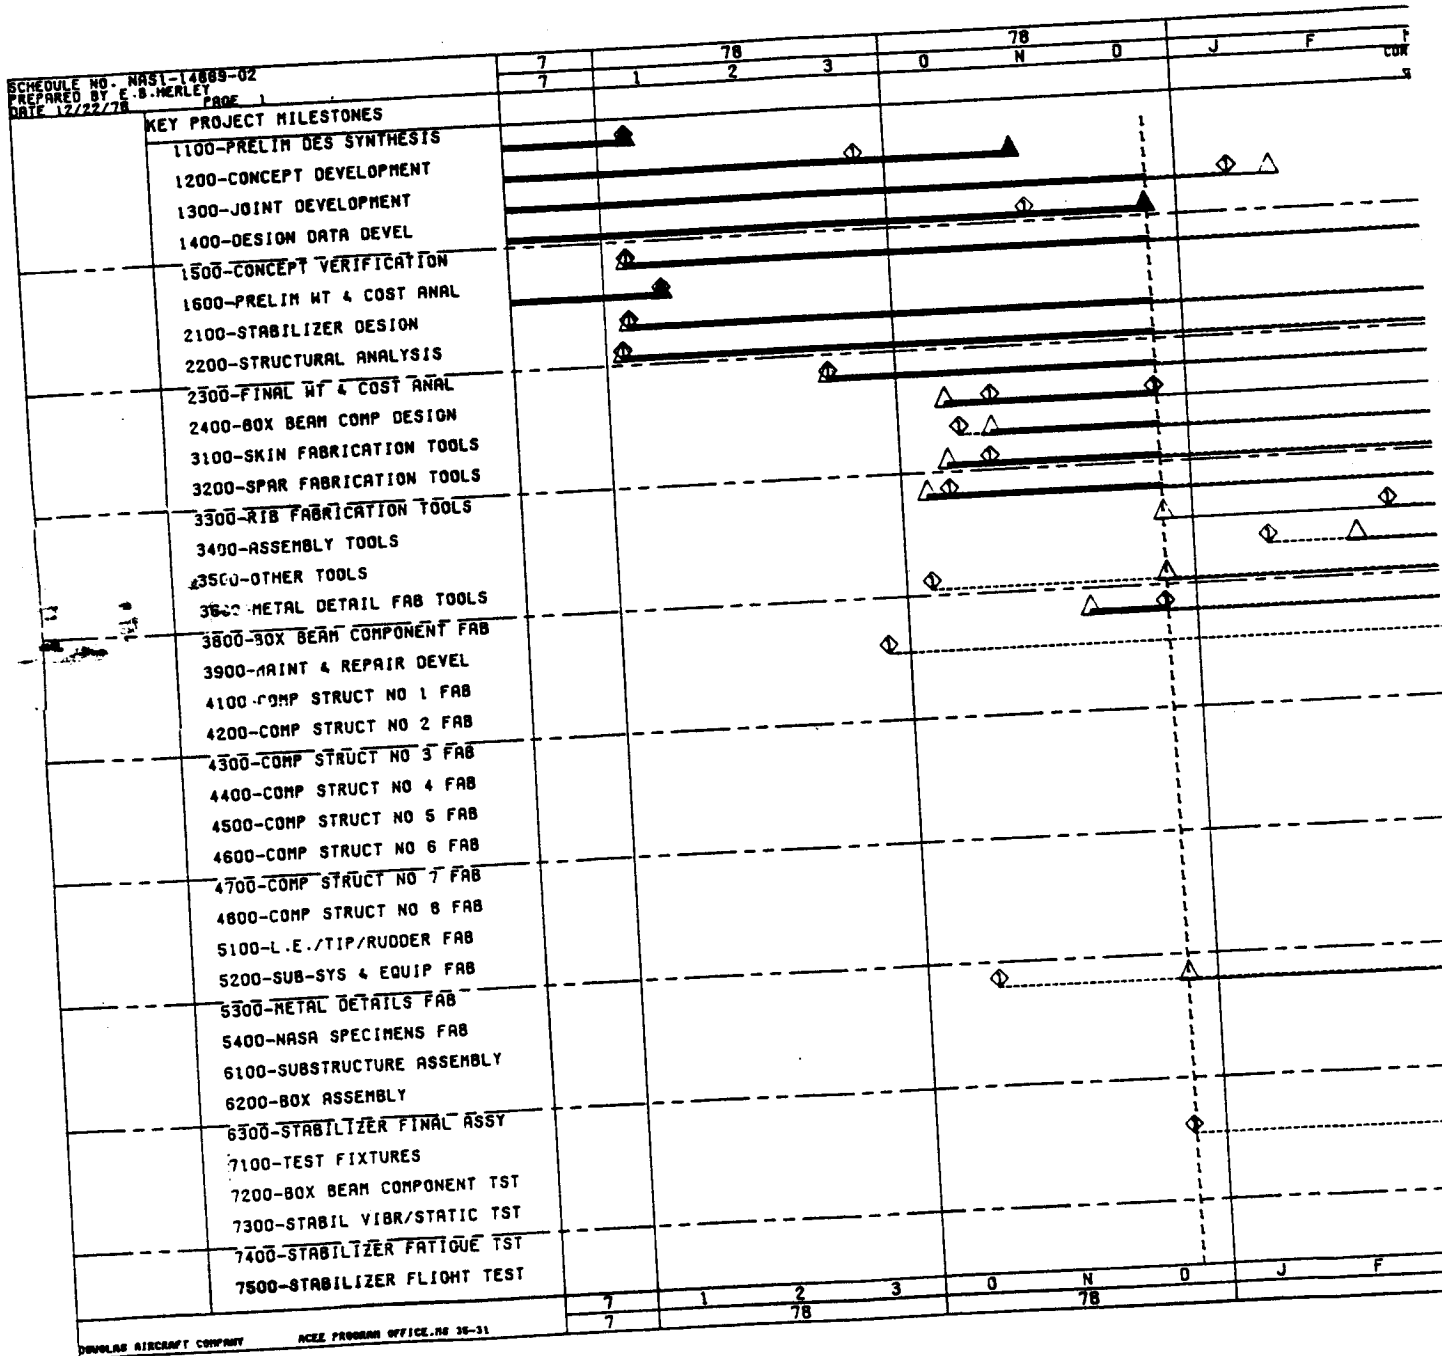 7 78 78
SCHEDULE NO. NAS1-14869-02 7 1 2 3 O N D J F
PREPARED BY E.B.HERLEY
DATE 12/22/78 PAGE 1
KEY PROJECT MILESTONES
1100-PRELIM DES SYNTHESIS
1200-CONCEPT DEVELOPMENT
1300-JOINT DEVELOPMENT
1400-DESIGN DATA DEVEL
1500-CONCEPT VERIFICATION
1600-PRELIM WT & COST ANAL
2100-STABILIZER DESIGN
2200-STRUCTURAL ANALYSIS
2300-FINAL WT & COST ANAL
2400-BOX BEAM COMP DESIGN
3100-SKIN FABRICATION TOOLS
3200-SPAR FABRICATION TOOLS
3300-RIB FABRICATION TOOLS
3400-ASSEMBLY TOOLS
3500-OTHER TOOLS
METAL DETAIL FAB TOOLS
3800-BOX BEAM COMPONENT FAB
3900-MAINT & REPAIR DEVEL
4100-COMP STRUCT NO 1 FAB
4200-COMP STRUCT NO 2 FAB
4300-COMP STRUCT NO 3 FAB
4400-COMP STRUCT NO 4 FAB
4500-COMP STRUCT NO 5 FAB
4600-COMP STRUCT NO 6 FAB
4700-COMP STRUCT NO 7 FAB
4800-COMP STRUCT NO 8 FAB
5100-L.E./TIP/RUDDER FAB
5200-SUB-SYS & EQUIP FAB
5300-METAL DETAILS FAB
5400-NASA SPECIMENS FAB
6100-SUBSTRUCTURE ASSEMBLY
6200-BOX ASSEMBLY
6300-STABILIZER FINAL ASSY
7100-TEST FIXTURES
7200-BOX BEAM COMPONENT TST
7300-STABIL VIBR/STATIC TST
7400-STABILIZER FATIGUE TST
7500-STABILIZER FLIGHT TEST
7 1 2 3 O N D J F
7 78 78
DOUGLAS AIRCRAFT COMPANY ACEE PROGRAM OFFICE.MS 35-31